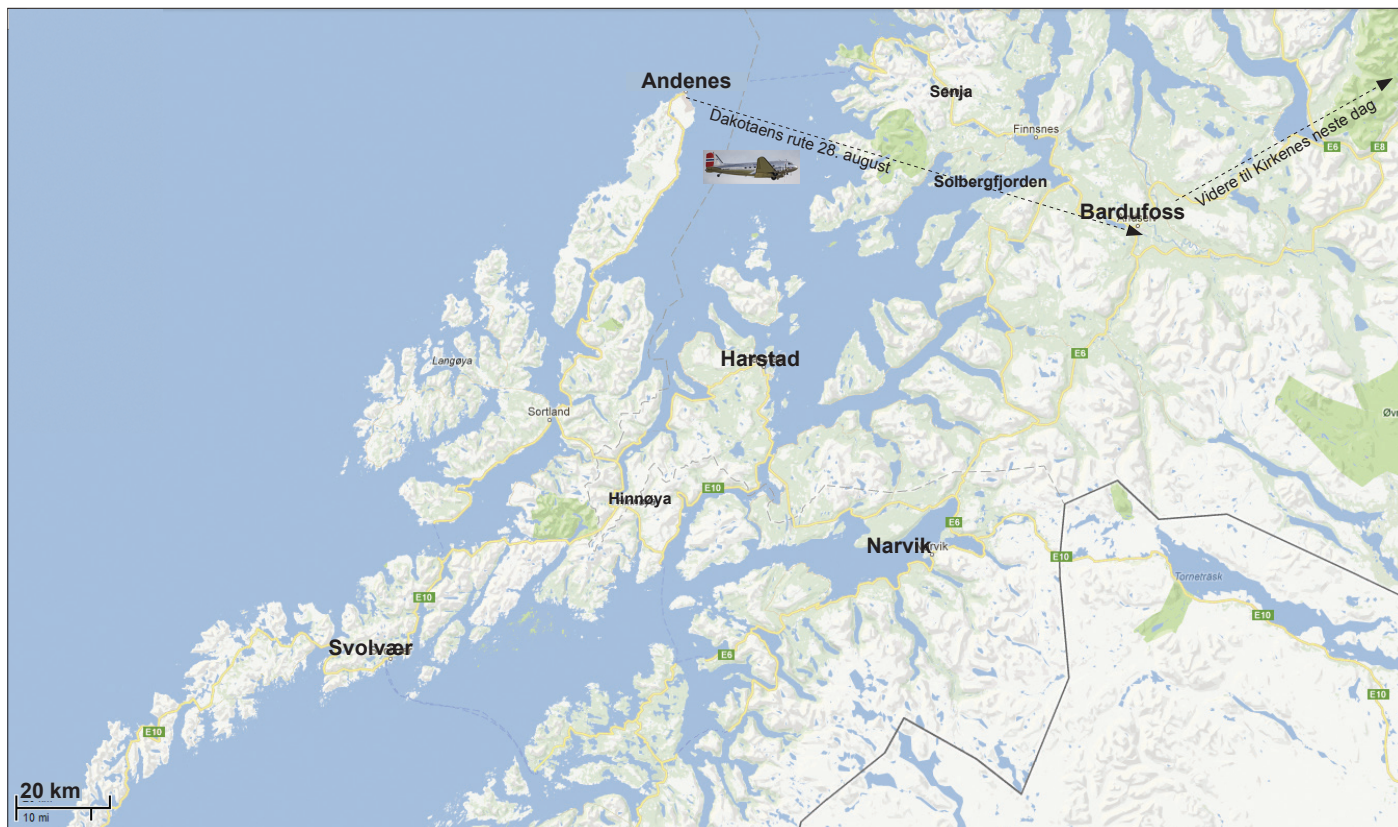 Andenes
Senja
Dakotaens rute 28. august
Finnsnes
Videre til Kirkenes neste dag
E6
E8
Solbergfjorden
Bardufoss
Harstad
E6
Langøya
Sortland
Hinnøya
E10
Narvik
E6
E10
Torneträsk
E10
E10
Svolvær
E6
E10
E10
20 km
10 mi